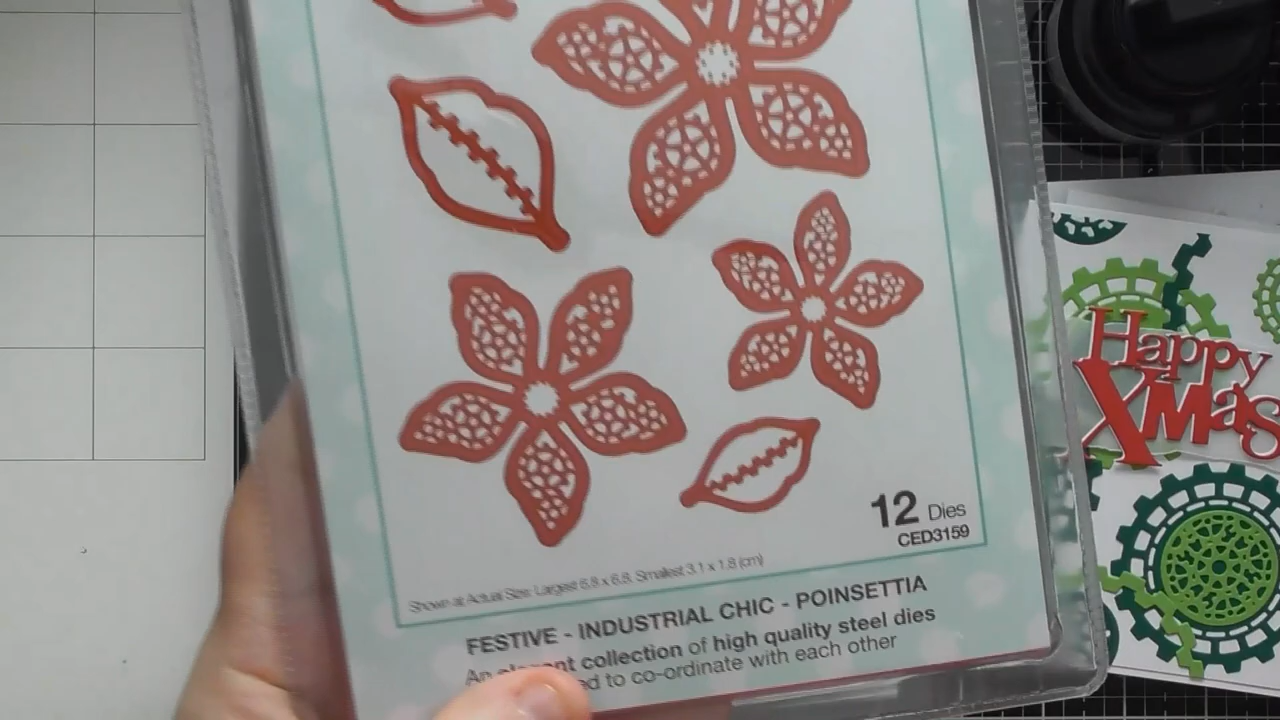 12 Dies
CED3159
Shown at Actual Size: Largest 6.8 x 6.8. Smallest 3.1 x 1.8 (cm)
FESTIVE - INDUSTRIAL CHIC - POINSETTIA
An collection of high quality steel dies
to co-ordinate with each other
Happy
XMas